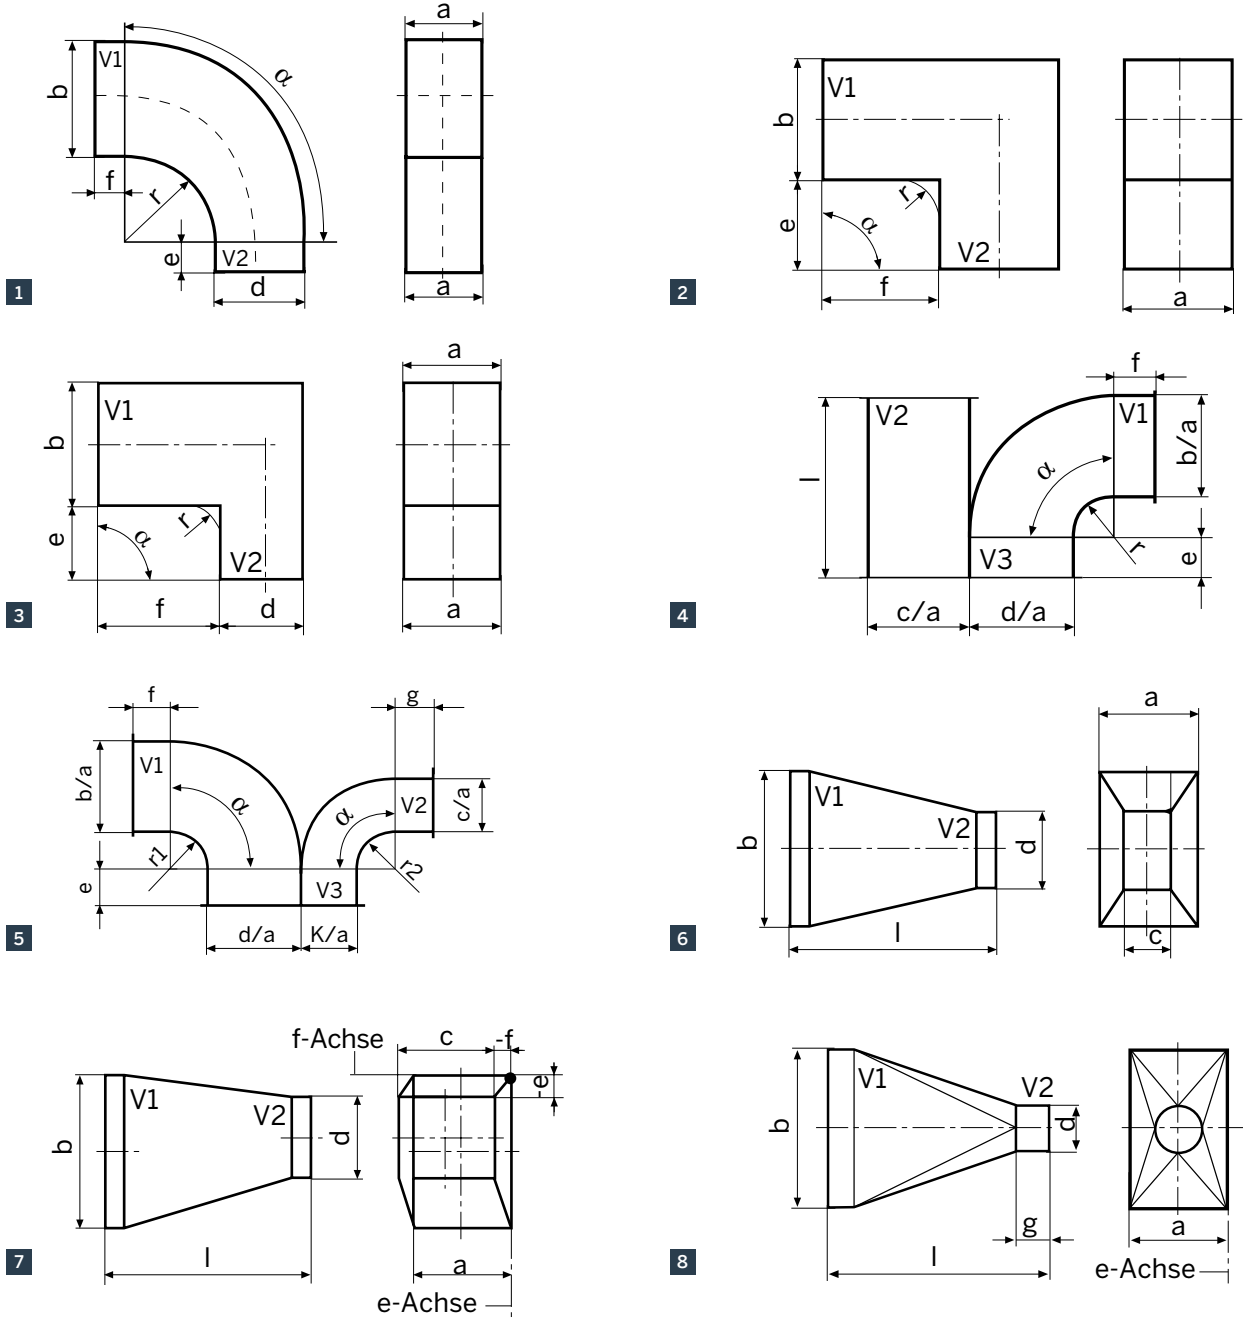 a
V1
α
b
f
r
e
V2
d
a
1
V1
b
r
e
α
V2
f
a
2
a
V1
b
r
e
α
V2
f
d
a
3
f
V2
V1
b/a
l
α
V3
r
e
c/a
d/a
4
f
g
V1
b/a
α
α
V2
c/a
r1
r2
e
V3
d/a
K/a
5
a
V1
V2
b
d
l
c
6
f-Achse
c
-f
-e
V1
V2
b
d
l
a
e-Achse
7
V1
V2
b
d
g
l
a
e-Achse
8